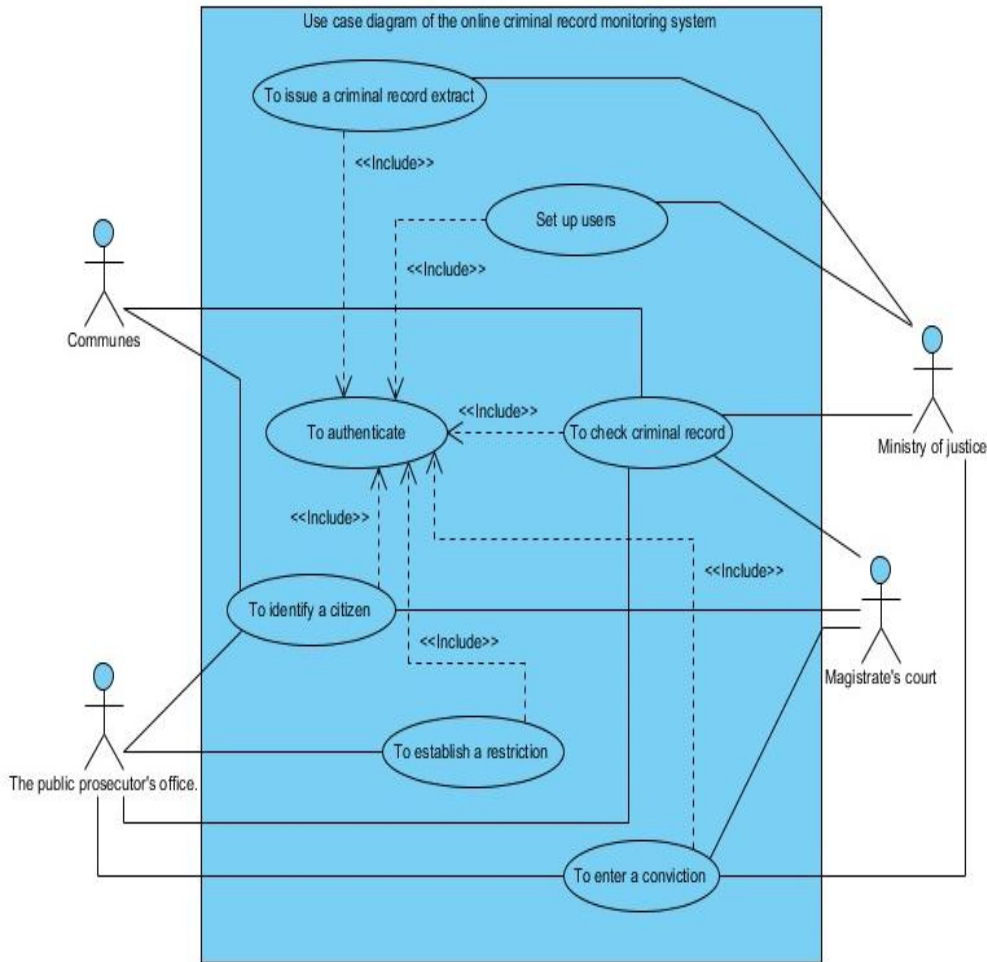 Use case diagram of the online criminal record monitoring system
To issue a criminal record extract
<<Include>>
Set up users
<<Include>>
Communes
<<Include>>
To authenticate
To check criminal record
Ministry of justice
<<Include>>
<<Include>>
To identify a citizen
<<Include>>
Magistrate's court
To establish a restriction
The public prosecutor's office.
To enter a conviction